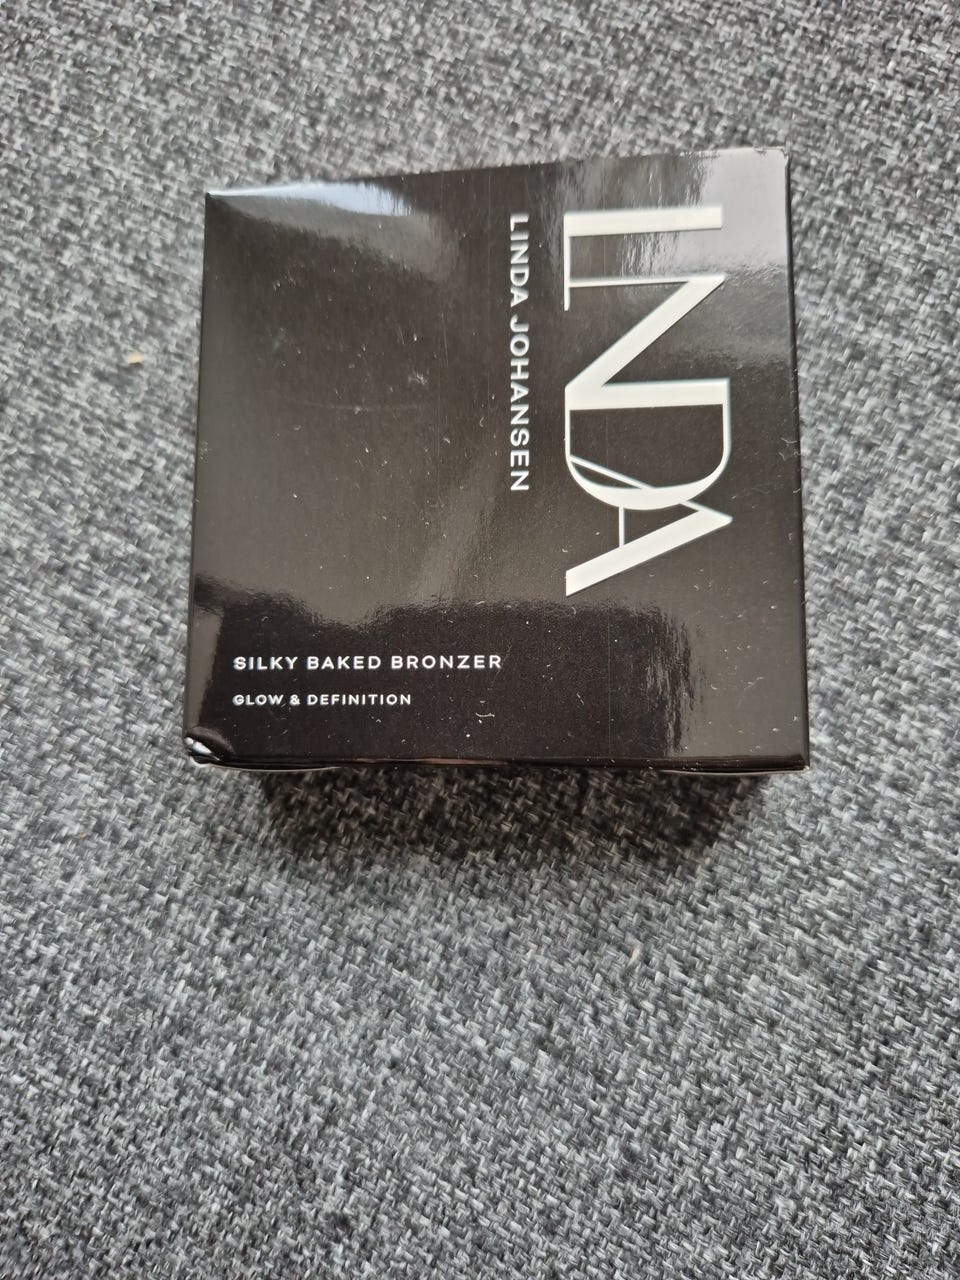 LNDA
LINDA JOHANSEN
SILKY BAKED BRONZER
GLOW & DEFINITION